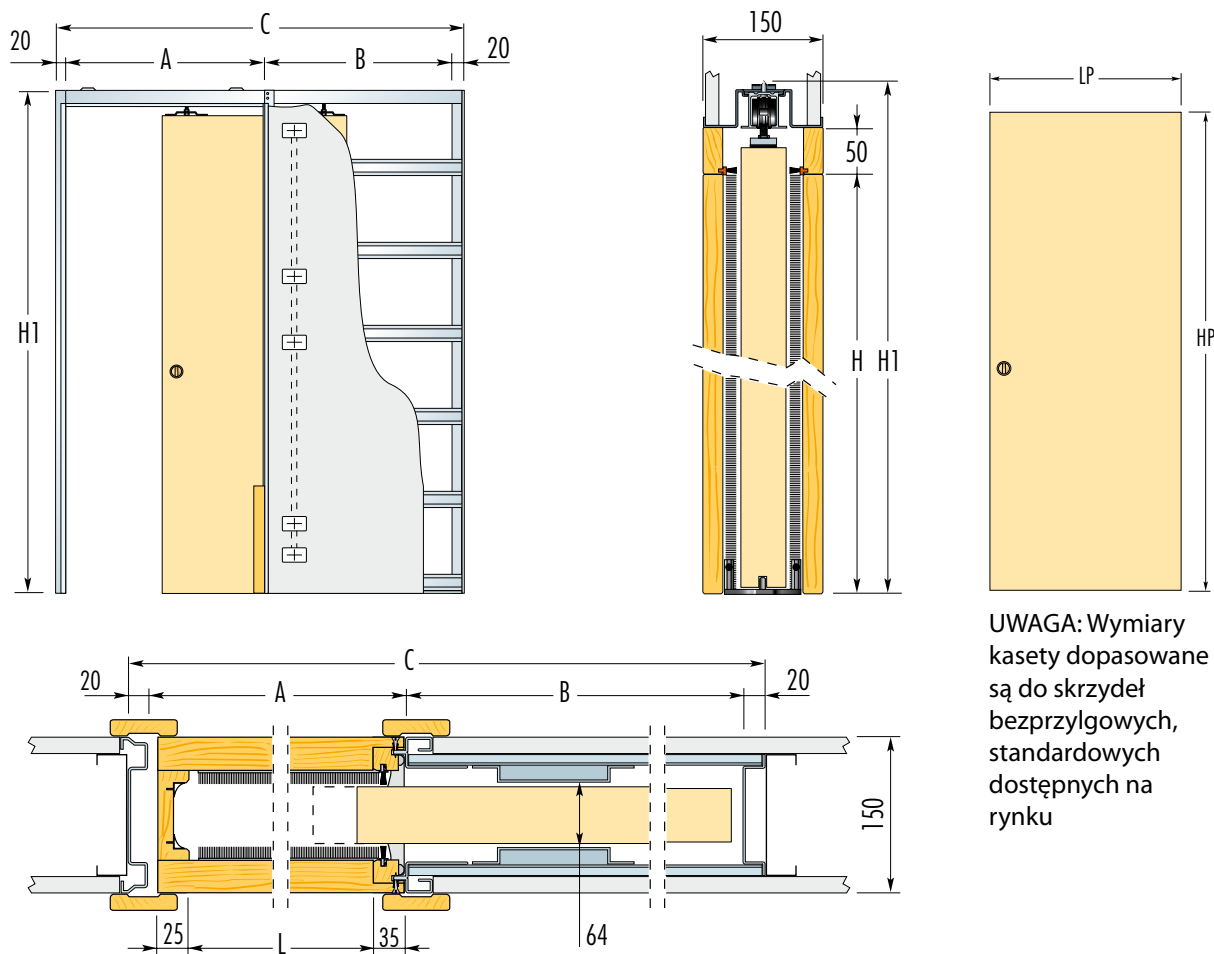 C
20
A
B
20
H1
150
50
H
H1
LP
HP
UWAGA: Wymiary
kasety dopasowane
są do skrzydeł
bezprzylgowych,
standardowych
dostępnych na
rynku
C
20
A
B
20
150
25
L
35
64